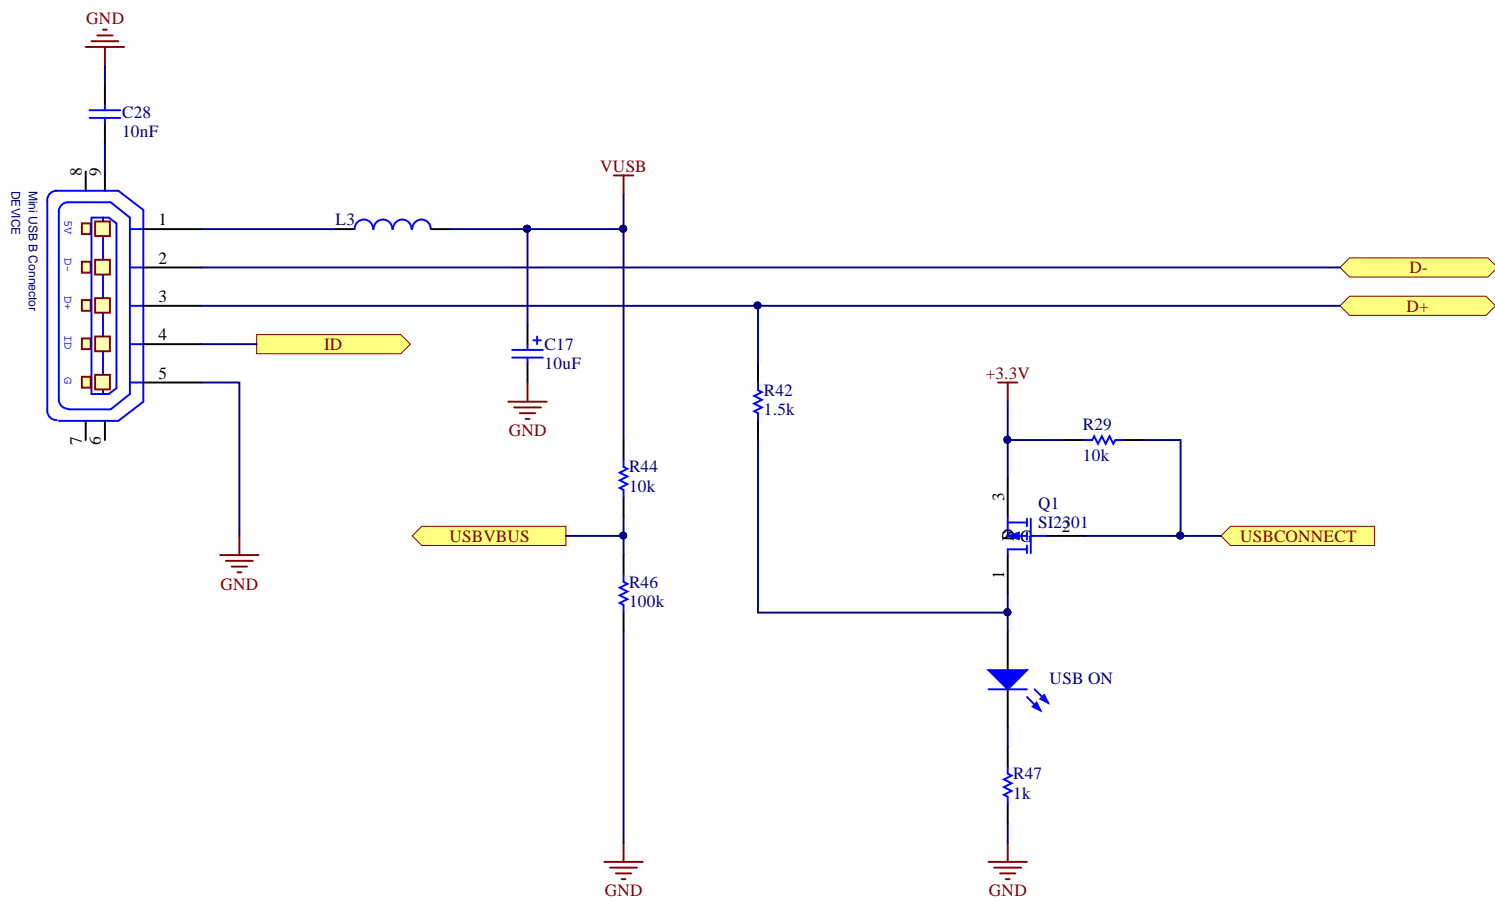 GND
C28
10nF
8
9
Mini USB B Connector
DEVICE
5V
D-
D+
ID
G
1
2
3
4
5
7
6
L3
VUSB
D-
D+
ID
C17
10uF
GND
R42
1.5k
+3.3V
R29
10k
R44
10k
3
Q1
SI2301
2
USBVBUS
USBCONNECT
GND
R46
100k
1
USB ON
R47
1k
GND
GND